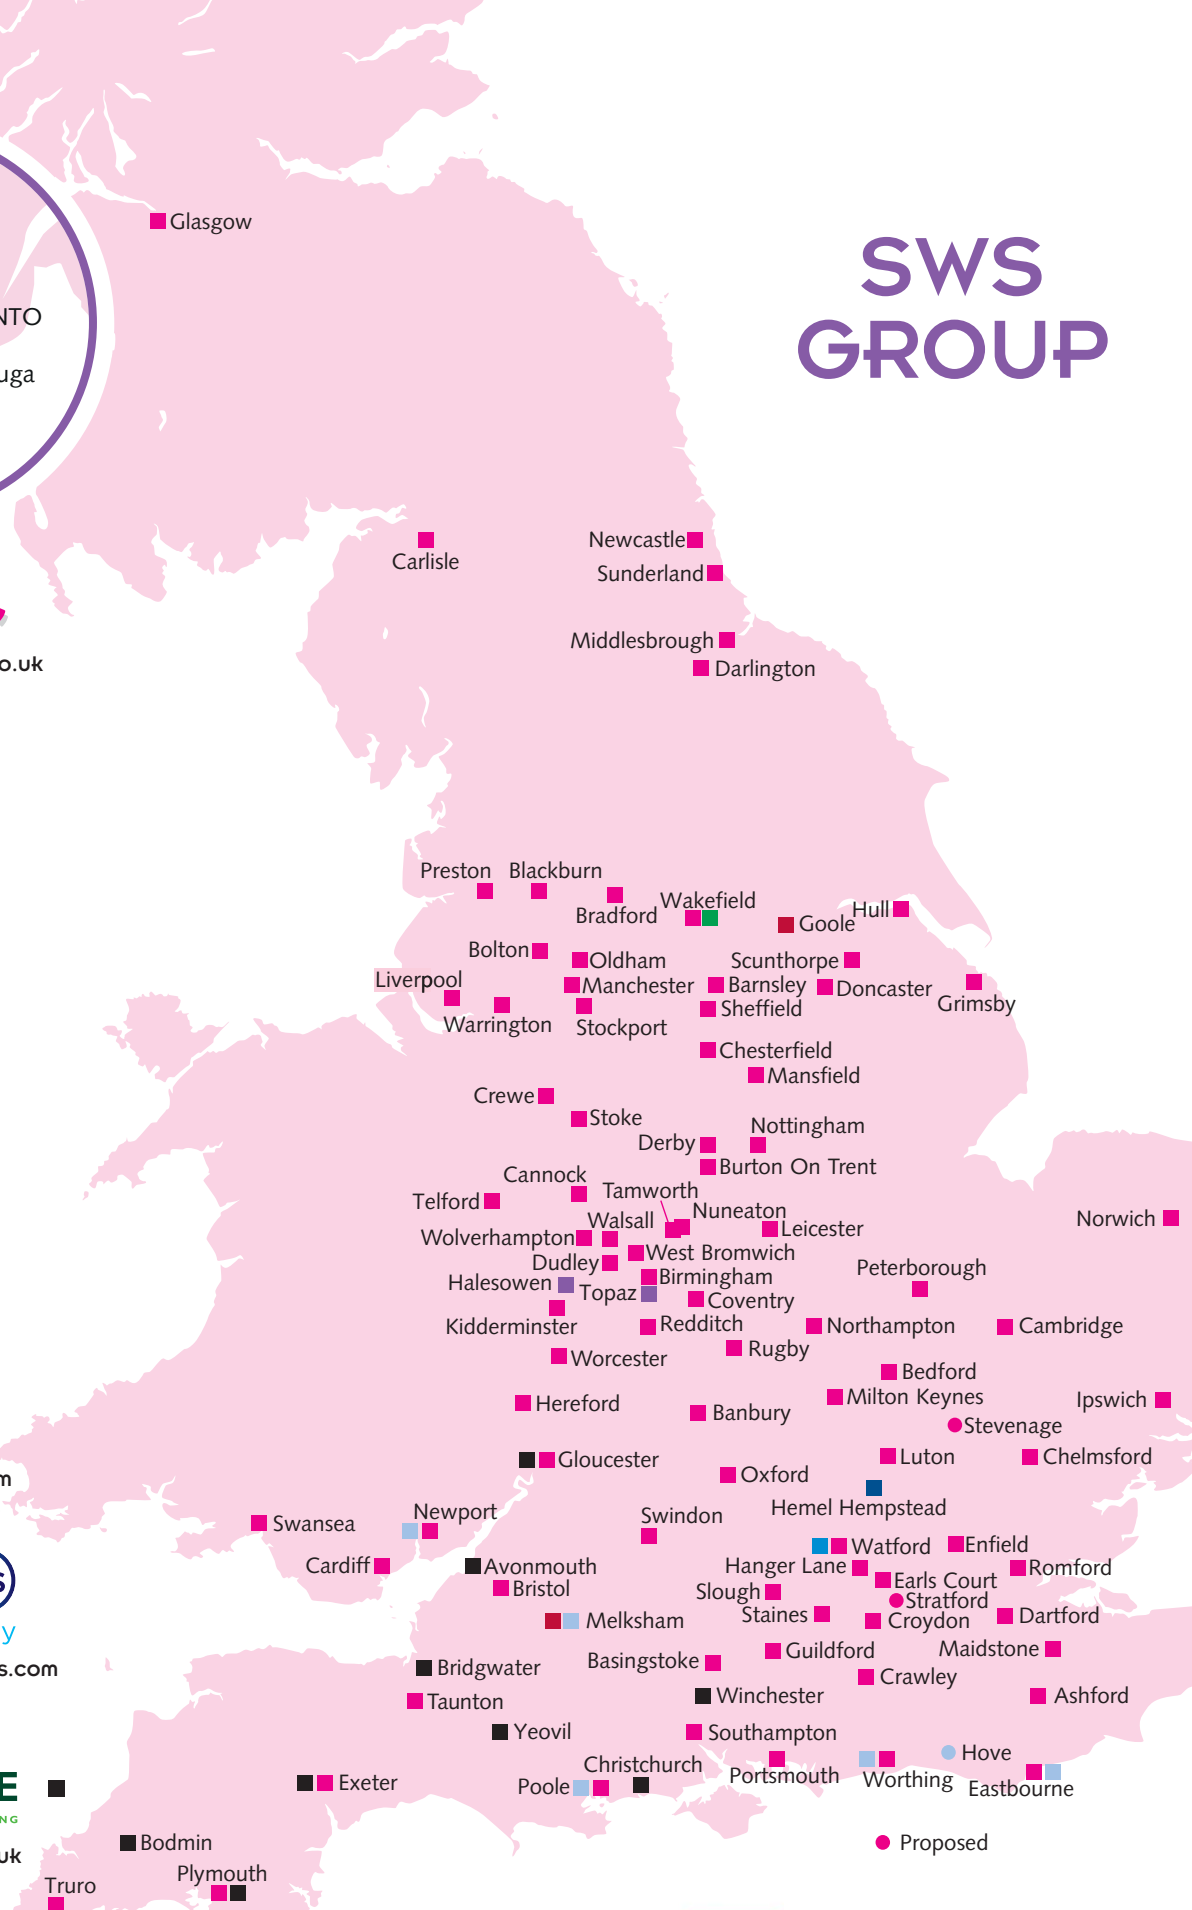 Glasgow
SWS
GROUP
NTO
uga
Newcastle
Carlisle
Sunderland
Middlesbrough
o.uk
Darlington
Preston
Blackburn
Wakefield
Bradford
Hull
Goole
Bolton
Oldham
Scunthorpe
Liverpool
Manchester
Barnsley
Doncaster
Grimsby
Sheffield
Warrington
Stockport
Chesterfield
Mansfield
Crewe
Stoke
Nottingham
Derby
Burton On Trent
Cannock
Tamworth
Telford
Nuneaton
Walsall
Norwich
Leicester
Wolverhampton
West Bromwich
Dudley
Peterborough
Birmingham
Halesowen
Topaz
Coventry
Kidderminster
Redditch
Northampton
Cambridge
Rugby
Worcester
Bedford
Milton Keynes
Ipswich
Hereford
Banbury
Stevenage
Gloucester
Luton
Chelmsford
Oxford
m
Hemel Hempstead
Newport
Swindon
Swansea
Watford
Enfield
Cardiff
Avonmouth
Hanger Lane
Romford
Earls Court
s
Bristol
Slough
Stratford
Staines
Dartford
Melksham
Croydon
y
Guildford
Maidstone
Basingstoke
s.com
Bridgwater
Crawley
Winchester
Ashford
Taunton
Yeovil
Southampton
Hove
Christchurch
Portsmouth
Worthing
E
Exeter
Poole
Eastbourne
NG
Bodmin
Proposed
uk
Plymouth
Truro